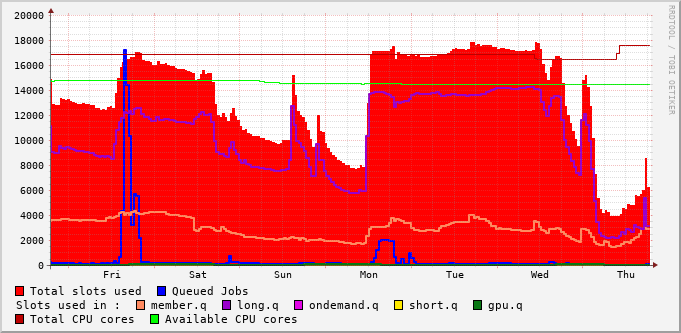 20000
18000
16000
14000
12000
10000
8000
6000
4000
2000
0
Fri Sat Sun Mon Tue Wed Thu
RRDTOOL / TOBI OETIKER
Total slots used Queued Jobs
Slots used in : member.q long.q ondemand.q short.q gpu.q
Total CPU cores Available CPU cores